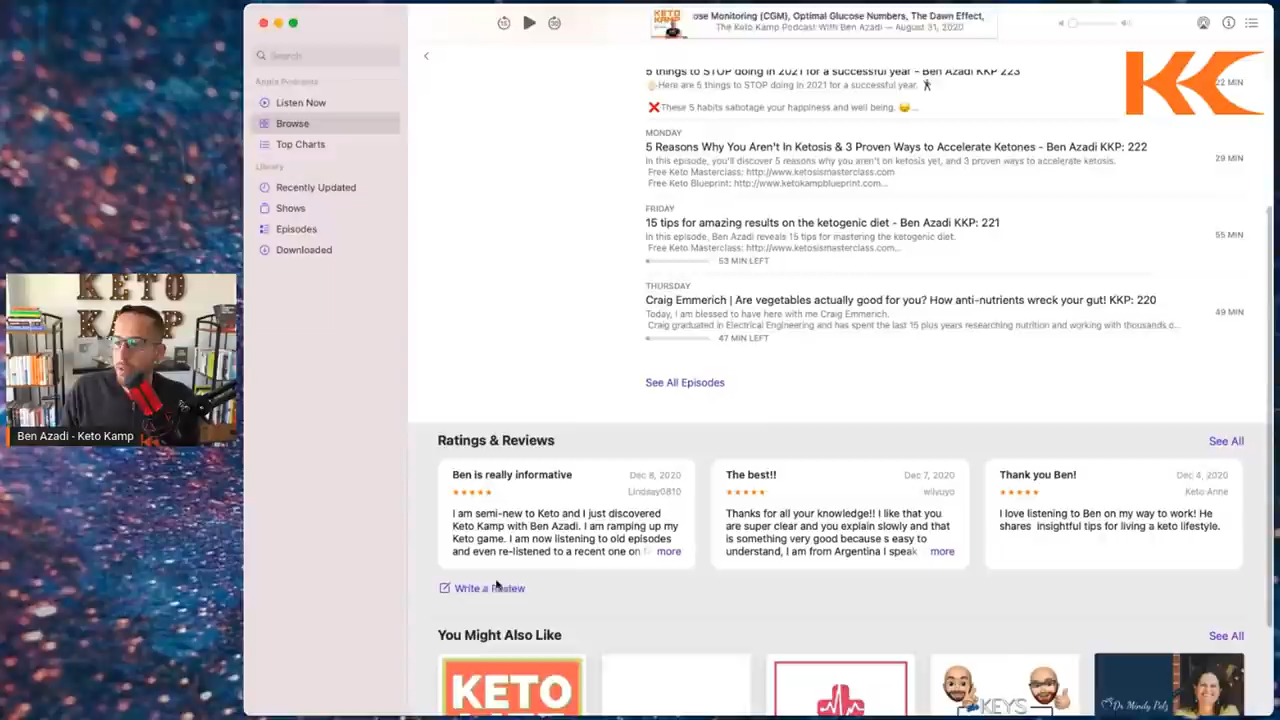 ose Monitoring (CGM), Optimal Glucose Numbers, The Dawn Effect,
The Keto Kamp Podcast With Ben Azadi — August 31, 2020
KETO
KAMP
Search
Apple Podcasts
Listen Now
Browse
Top Charts
Library
Recently Updated
Shows
Episodes
Downloaded
KETO
KAMP
Ben Azadi - Keto Kamp
KC
5 things to STOP doing in 2021 for a successful year - Ben Azadi KKP 223
Here are 5 things to STOP doing in 2021 for a successful year.
22 MIN
❌These 5 habits sabotage your happiness and well being. 😔...
MONDAY
5 Reasons Why You Aren't In Ketosis & 3 Proven Ways to Accelerate Ketones - Ben Azadi KKP: 222
In this episode, you'll discover 5 reasons why you aren't on ketosis yet, and 3 proven ways to accelerate ketosis.
29 MIN
Free Keto Masterclass: http://www.ketosismasterclass.com
Free Keto Blueprint: http://www.ketokampblueprint.com...
FRIDAY
15 tips for amazing results on the ketogenic diet - Ben Azadi KKP: 221
In this episode, Ben Azadi reveals 15 tips for mastering the ketogenic diet.
55 MIN
Free Keto Masterclass: http://www.ketosismasterclass.com...
53 MIN LEFT
THURSDAY
Craig Emmerich | Are vegetables actually good for you? How anti-nutrients wreck your gut! KKP: 220
Today, I am blessed to have here with me Craig Emmerich.
49 MIN
Craig graduated in Electrical Engineering and has spent the last 15 plus years researching nutrition and working with thousands o...
47 MIN LEFT
See All Episodes
Ratings & Reviews
See All
Ben is really informative
Dec 8, 2020
Lindsay0810
I am semi-new to Keto and I just discovered
Keto Kamp with Ben Azadi. I am ramping up my
Keto game. I am now listening to old episodes
and even re-listened to a recent one on
more
The best!!
Dec 7, 2020
wiivuyo
Thanks for all your knowledge!! I like that you
are super clear and you explain slowly and that
is something very good because s easy to
understand, I am from Argentina I speak
more
Thank you Ben!
Dec 4, 2020
Keto Anne
I love listening to Ben on my way to work! He
shares insightful tips for living a keto lifestyle.
Write a Review
You Might Also Like
See All
KETO
KEYS
Dr. Mindy Pelz